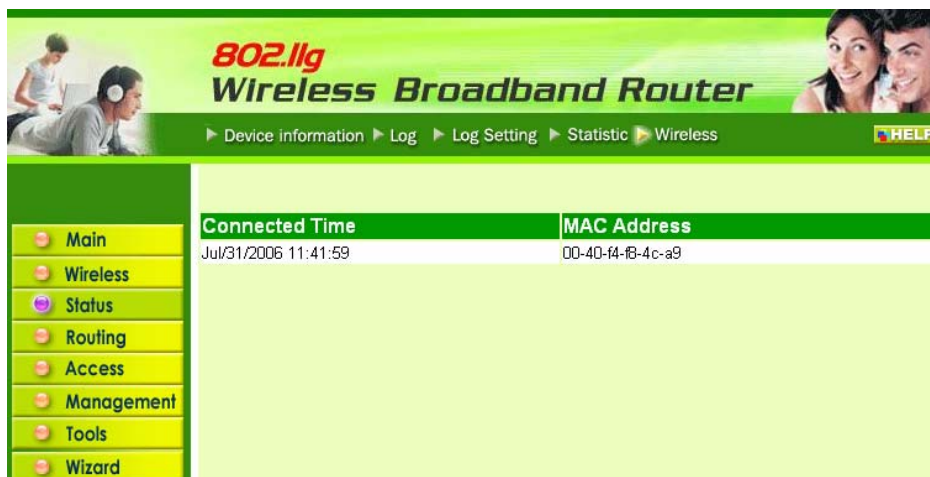 802.11g
Wireless Broadband Router
Device information Log Log Setting Statistic Wireless
HELP
Connected Time MAC Address
Jul/31/2006 11:41:59 00-40-f4-f8-4c-a9
Main
Wireless
Status
Routing
Access
Management
Tools
Wizard